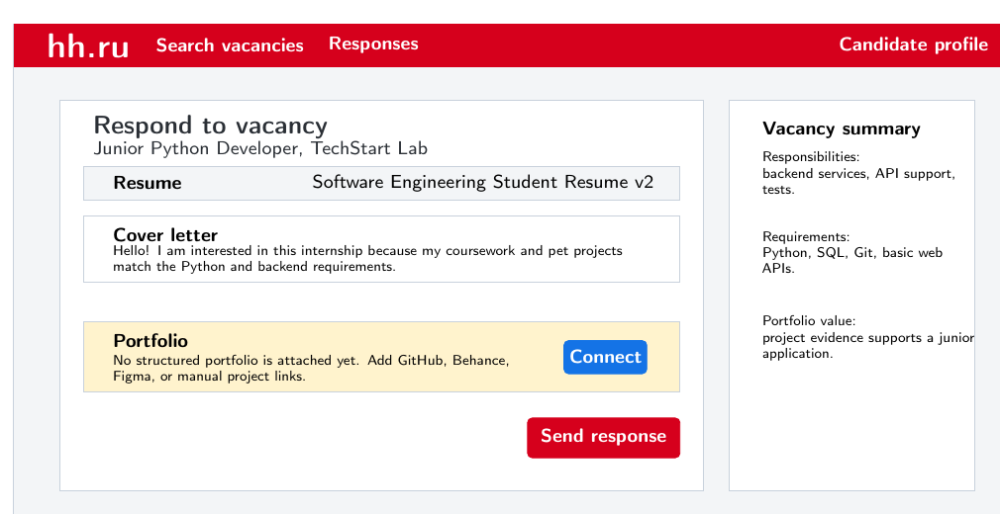 hh.ru Search vacancies Responses Candidate profile
Respond to vacancy
Junior Python Developer, TechStart Lab
Resume Software Engineering Student Resume v2
Cover letter
Hello! I am interested in this internship because my coursework and pet projects
match the Python and backend requirements.
Portfolio
No structured portfolio is attached yet. Add GitHub, Behance,
Figma, or manual project links.
Connect
Send response
Vacancy summary
Responsibilities:
backend services, API support,
tests.
Requirements:
Python, SQL, Git, basic web
APIs.
Portfolio value:
project evidence supports a junior
application.